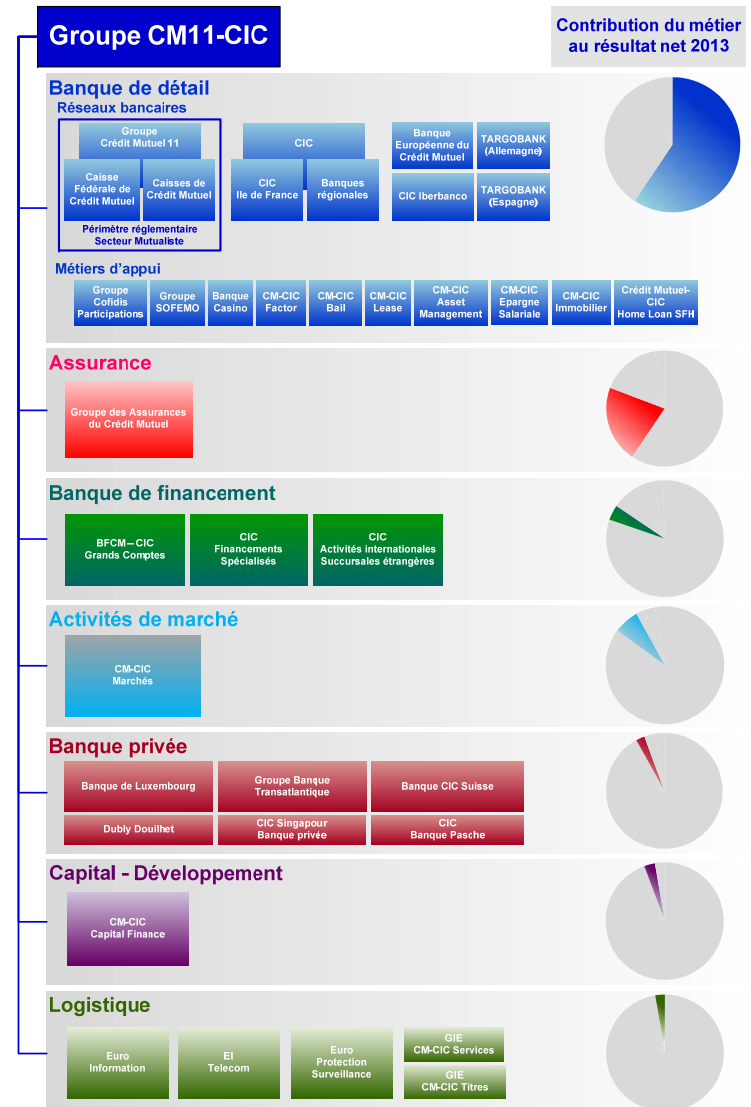 Groupe CM11-CIC
Contribution du métier
au résultat net 2013
Banque de détail
Réseaux bancaires
Groupe
Crédit Mutuel 11
Caisse
Fédérale de
Crédit Mutuel
Caisses de
Crédit Mutuel
Périmètre réglementaire
Secteur Mutualiste
CIC
CIC
Ile de France
Banques
régionales
Banque
Européenne du
Crédit Mutuel
TARGOBANK
(Allemagne)
CIC Iberbanco
TARGOBANK
(Espagne)
Métiers d'appui
Groupe
Cofidis
Participations
Groupe
SOFEMO
Banque
Casino
CM-CIC
Factor
CM-CIC
Bail
CM-CIC
Lease
CM-CIC
Asset
Management
CM-CIC
Epargne
Salariale
CM-CIC
Immobilier
Crédit Mutuel-
CIC
Home Loan SFH
Assurance
Groupe des Assurances
du Crédit Mutuel
Banque de financement
BFCM – CIC
Grands Comptes
CIC
Financements
Spécialisés
CIC
Activités internationales
Succursales étrangères
Activités de marché
CM-CIC
Marchés
Banque privée
Banque de Luxembourg
Groupe Banque
Transatlantique
Banque CIC Suisse
Dubly Douilhet
CIC Singapour
Banque privée
CIC
Banque Pasche
Capital - Développement
CM-CIC
Capital Finance
Logistique
Euro
Information
EI
Telecom
Euro
Protection
Surveillance
GIE
CM-CIC Services
GIE
CM-CIC Titres